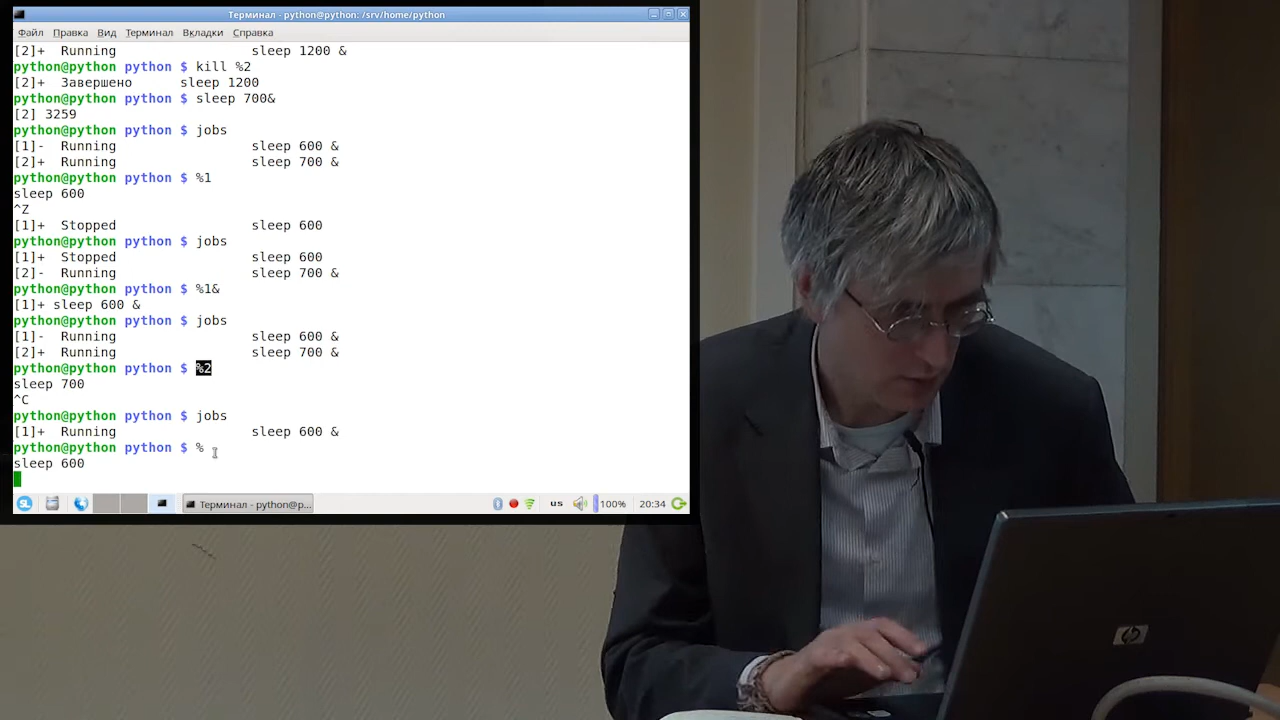 Терминал - python@python: /srv/home/python
Файл Правка Вид Терминал Вкладки Справка
[2]+ Running sleep 1200 &
python@python python $ kill %2
[2]+ Завершено sleep 1200
python@python python $ sleep 700&
[2] 3259
python@python python $ jobs
[1]- Running sleep 600 &
[2]+ Running sleep 700 &
python@python python $ %1
sleep 600
^Z
[1]+ Stopped sleep 600
python@python python $ jobs
[1]+ Stopped sleep 600
[2]- Running sleep 700 &
python@python python $ %1&
[1]+ sleep 600 &
python@python python $ jobs
[1]- Running sleep 600 &
[2]+ Running sleep 700 &
python@python python $ %2
sleep 700
^C
python@python python $ jobs
[1]+ Running sleep 600 &
python@python python $ %
sleep 600
SL Терминал - python@p... us 100% 20:34
hp